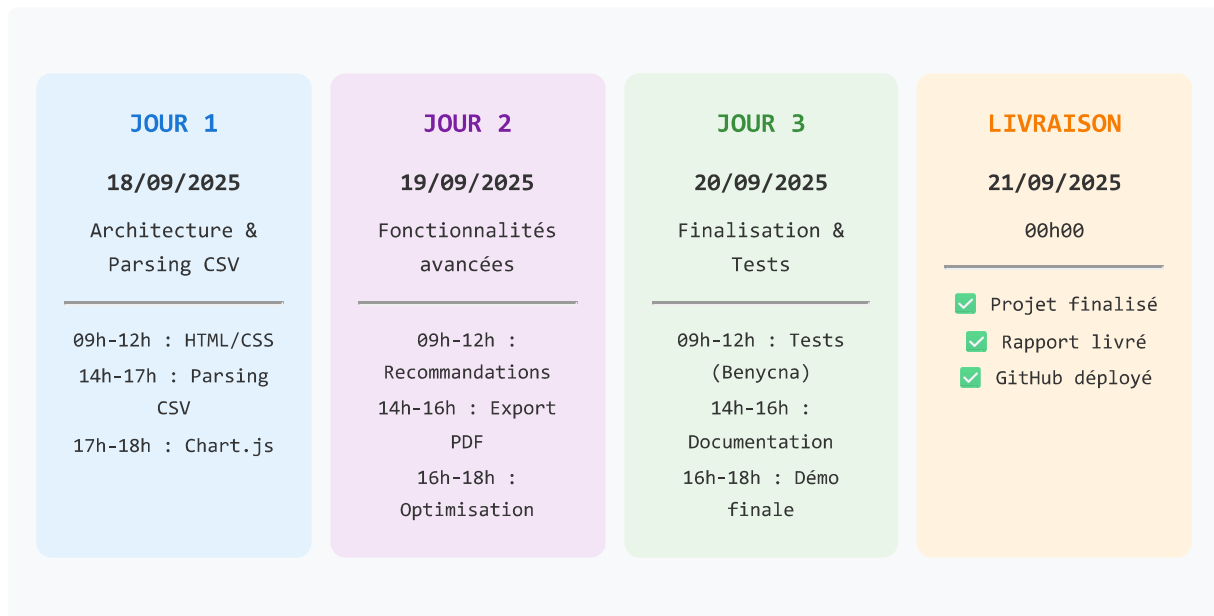 JOUR 1
18/09/2025
Architecture &
Parsing CSV
09h-12h : HTML/CSS
14h-17h : Parsing
CSV
17h-18h : Chart.js
JOUR 2
19/09/2025
Fonctionnalités
avancées
09h-12h :
Recommandations
14h-16h : Export
PDF
16h-18h :
Optimisation
JOUR 3
20/09/2025
Finalisation &
Tests
09h-12h : Tests
(Benycna)
14h-16h :
Documentation
16h-18h : Démo
finale
LIVRAISON
21/09/2025
00h00
✅ Projet finalisé
✅ Rapport livré
✅ GitHub déployé